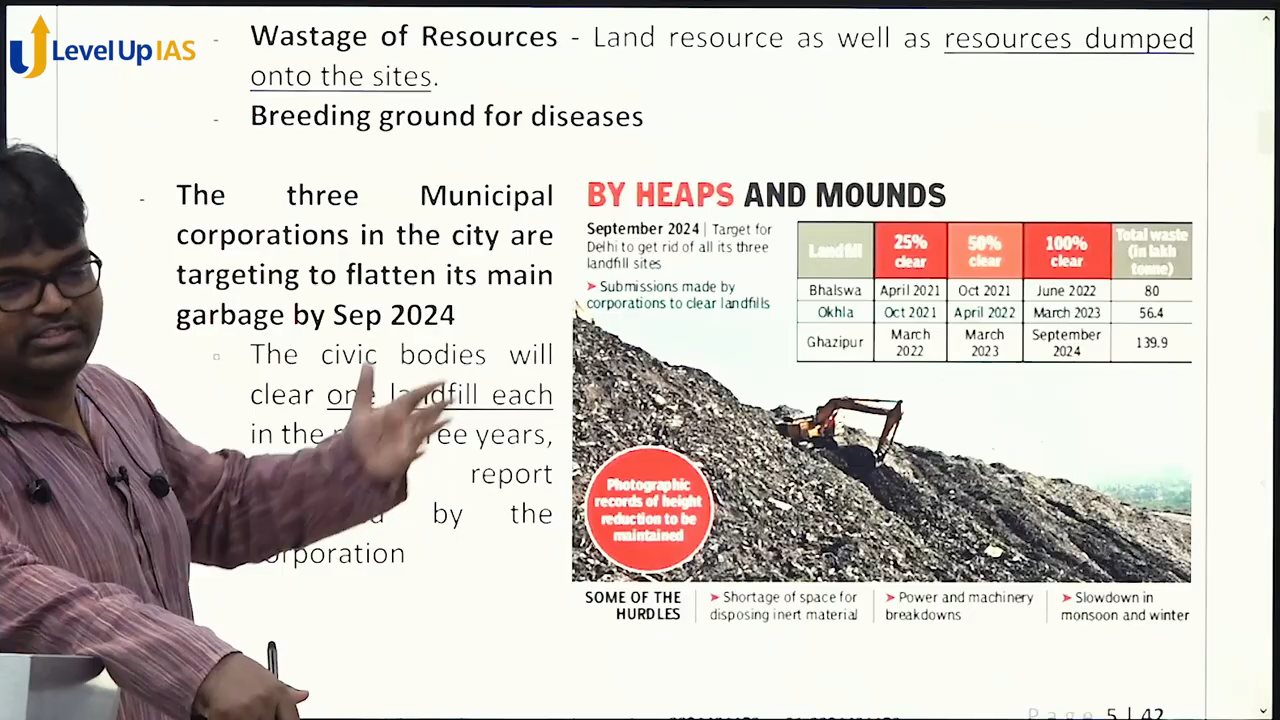 Level Up IAS
- Wastage of Resources - Land resource as well as resources dumped
onto the sites.
- Breeding ground for diseases
- The three Municipal
corporations in the city are
targeting to flatten its main
garbage by Sep 2024
The civic bodies will
clear one landfill each
in the three years,
report
by the
corporation
BY HEAPS AND MOUNDS
September 2024 | Target for
Delhi to get rid of all its three
landfill sites
➤ Submissions made by
corporations to clear landfills
Landfill 25% clear 50% clear 100% clear Total waste (in lakh tonne)
Bhalswa April 2021 Oct 2021 June 2022 80
Okhla Oct 2021 April 2022 March 2023 56.4
Ghazipur March 2022 March 2023 September 2024 139.9
Photographic
records of height
reduction to be
maintained
SOME OF THE
HURDLES
➤ Shortage of space for
disposing inert material
➤ Power and machinery
breakdowns
➤ Slowdown in
monsoon and winter
Page 5 | 42